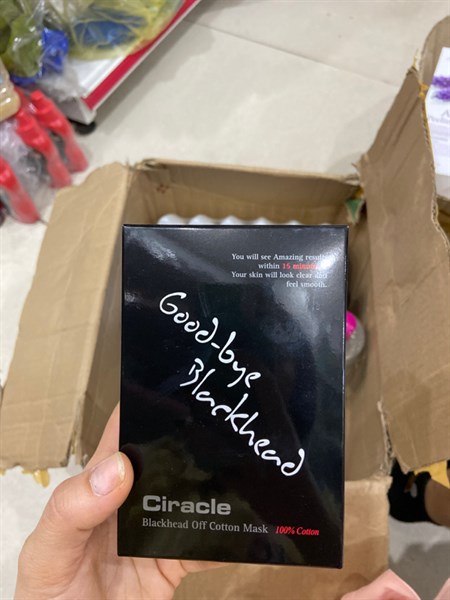 You will see Amazing results
within 15 minutes.
Your skin will look clear and
feel smooth.
Good-bye
Blackhead
Ciracle
Blackhead Off Cotton Mask 100% Cotton